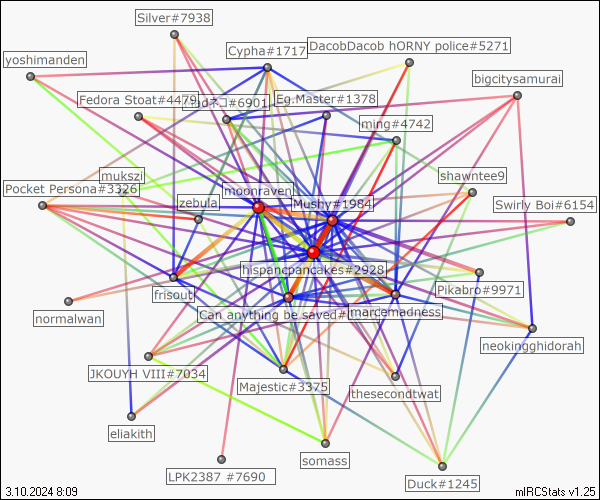 Silver#7938
DacobDacob hORNY police#5271
Cypha#1717
yoshimanden
bigcitysamurai
Fedora Stoat#4479
#6901
Eg.Master#1378
ming#4742
mukszi
shawntee9
Pocket Persona#3326
moonraven
zebula
Mushy#1984
Swirly Boi#6154
hispancpancakes#2928
Pikabro#9971
frisout
normalwan
Can anything be saved#
marcemadness
neokingghidorah
JKOUYH VIII#7034
Majestic#3375
thesecondtwat
eliakith
somass
LPK2387 #7690
Duck#1245
3.10.2024 8:09
mIRCStats v1.25